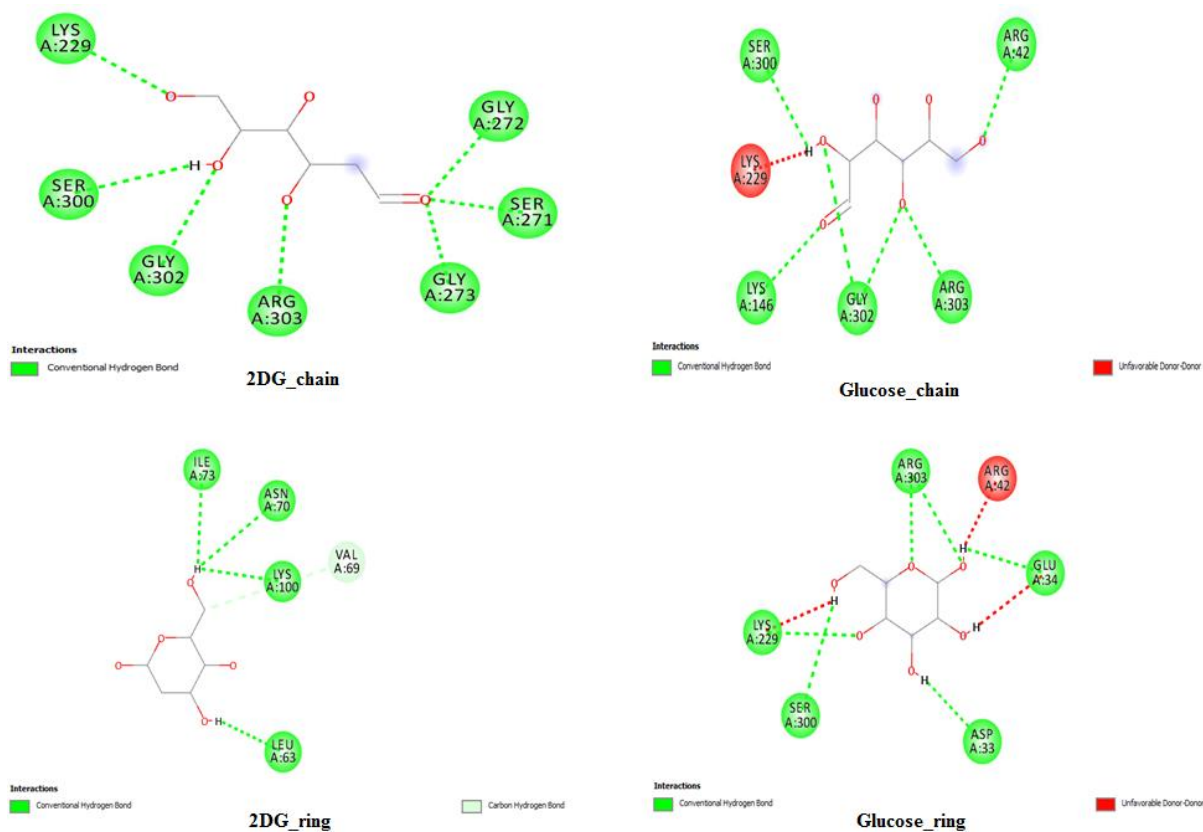 LYS
A:229
SER
A:300
GLY
A:302
ARG
A:303
GLY
A:272
SER
A:271
GLY
A:273
Interactions
Conventional Hydrogen Bond
2DG_chain
SER
A:300
ARG
A:42
LYS
A:229
H
O
LYS
A:146
GLY
A:302
ARG
A:303
Interactions
Conventional Hydrogen Bond
Unfavorable Donor-Donor
Glucose_chain
ILE
A:73
ASN
A:70
VAL
A:69
LYS
A:100
LEU
A:63
Interactions
Conventional Hydrogen Bond
Carbon Hydrogen Bond
2DG_ring
ARG
A:303
ARG
A:42
GLU
A:34
LYS
A:229
SER
A:300
ASP
A:33
Interactions
Conventional Hydrogen Bond
Unfavorable Donor-Donor
Glucose_ring